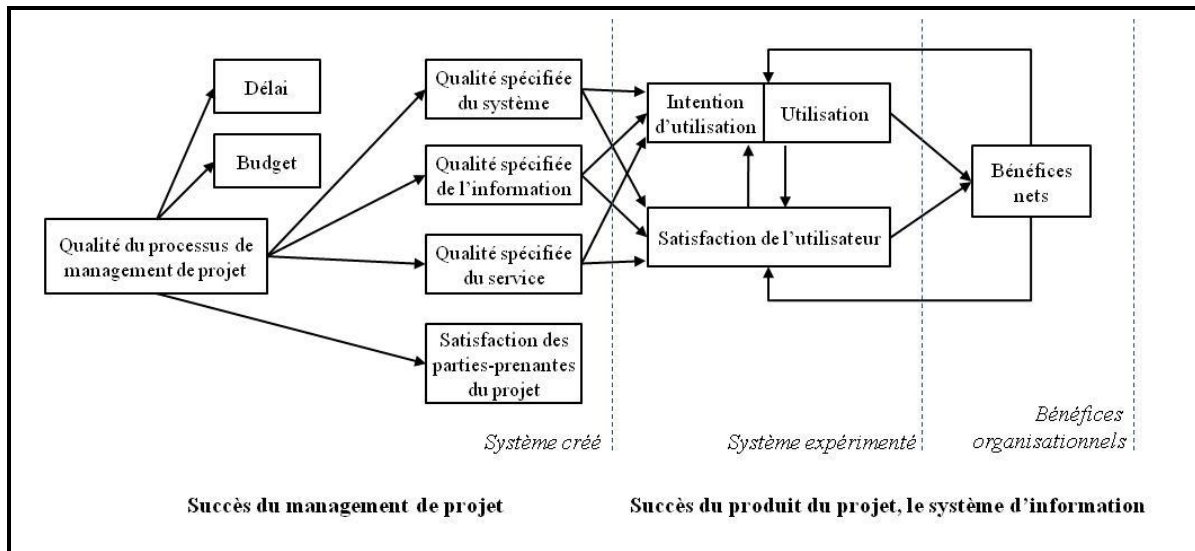 Délai
Budget
Qualité du processus de
management de projet
Qualité spécifiée
du système
Qualité spécifiée
de l’information
Qualité spécifiée
du service
Satisfaction des
parties-prenantes
du projet
Intention
d’utilisation
Utilisation
Satisfaction de l’utilisateur
Bénéfices
nets
Système créé
Système expérimenté
Bénéfices
organisationnels
Succès du management de projet
Succès du produit du projet, le système d’information